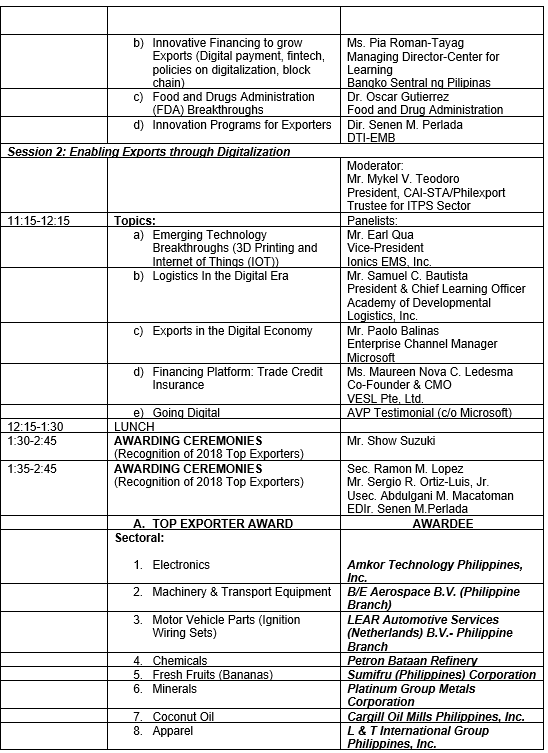 b) Innovative Financing to grow
Exports (Digital payment, fintech,
policies on digitalization, block
chain)
Ms. Pia Roman-Tayag
Managing Director-Center for
Learning
Bangko Sentral ng Pilipinas
c) Food and Drugs Administration
(FDA) Breakthroughs
Dr. Oscar Gutierrez
Food and Drug Administration
d) Innovation Programs for Exporters
Dir. Senen M. Perlada
DTI-EMB
Session 2: Enabling Exports through Digitalization
Moderator:
Mr. Mykel V. Teodoro
President, CAI-STA/Philexport
Trustee for ITPS Sector
11:15-12:15
Topics:
Panelists:
a) Emerging Technology
Breakthroughs (3D Printing and
Internet of Things (IOT))
Mr. Earl Qua
Vice-President
Ionics EMS, Inc.
b) Logistics In the Digital Era
Mr. Samuel C. Bautista
President & Chief Learning Officer
Academy of Developmental
Logistics, Inc.
c) Exports in the Digital Economy
Mr. Paolo Balinas
Enterprise Channel Manager
Microsoft
d) Financing Platform: Trade Credit
Insurance
Ms. Maureen Nova C. Ledesma
Co-Founder & CMO
VESL Pte, Ltd.
e) Going Digital
AVP Testimonial (c/o Microsoft)
12:15-1:30
LUNCH
1:30-2:45
AWARDING CEREMONIES
(Recognition of 2018 Top Exporters)
Mr. Show Suzuki
1:35-2:45
AWARDING CEREMONIES
(Recognition of 2018 Top Exporters)
Sec. Ramon M. Lopez
Mr. Sergio R. Ortiz-Luis, Jr.
Usec. Abdulgani M. Macatoman
EDIr. Senen M.Perlada
A. TOP EXPORTER AWARD
AWARDEE
Sectoral:
1. Electronics
Amkor Technology Philippines,
Inc.
2. Machinery & Transport Equipment
B/E Aerospace B.V. (Philippine
Branch)
3. Motor Vehicle Parts (Ignition
Wiring Sets)
LEAR Automotive Services
(Netherlands) B.V.- Philippine
Branch
4. Chemicals
Petron Bataan Refinery
5. Fresh Fruits (Bananas)
Sumifru (Philippines) Corporation
6. Minerals
Platinum Group Metals
Corporation
7. Coconut Oil
Cargill Oil Mills Philippines, Inc.
8. Apparel
L & T International Group
Philippines, Inc.